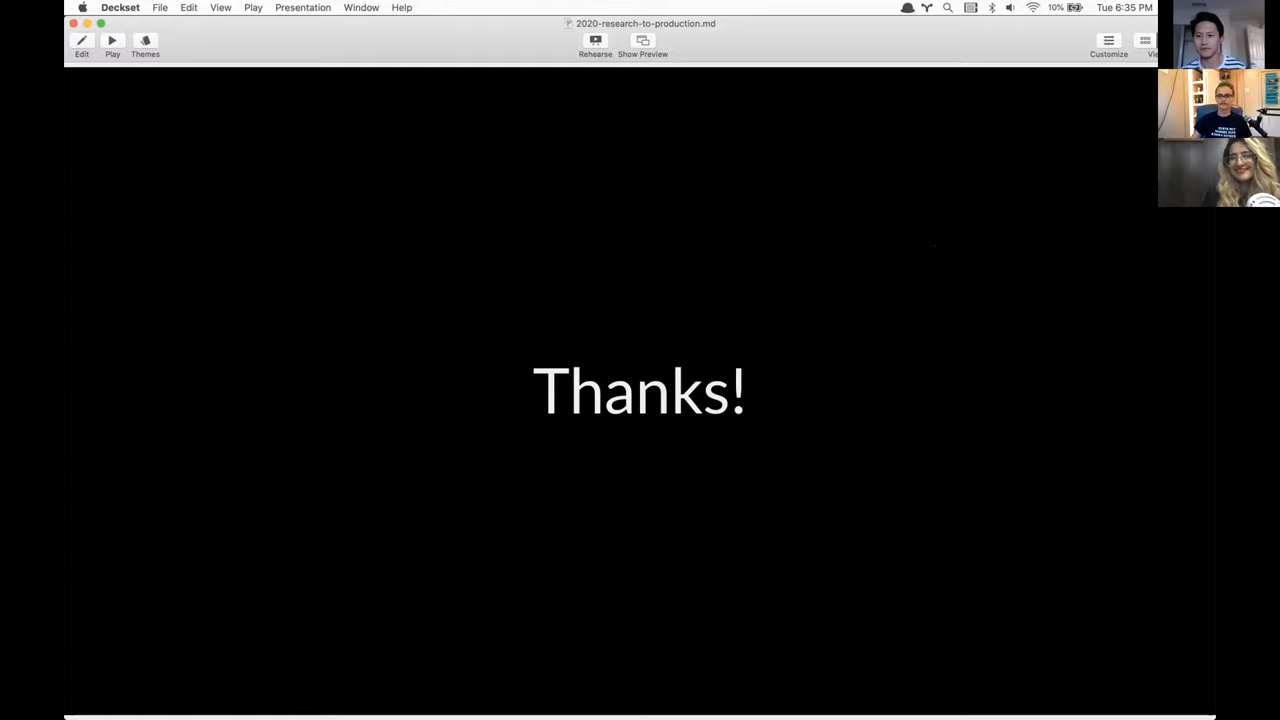 Deckset File Edit View Play Presentation Window Help 10% Tue 6:35 PM
2020-research-to-production.md
Edit Play Themes Rehearse Show Preview Customize
Thanks!